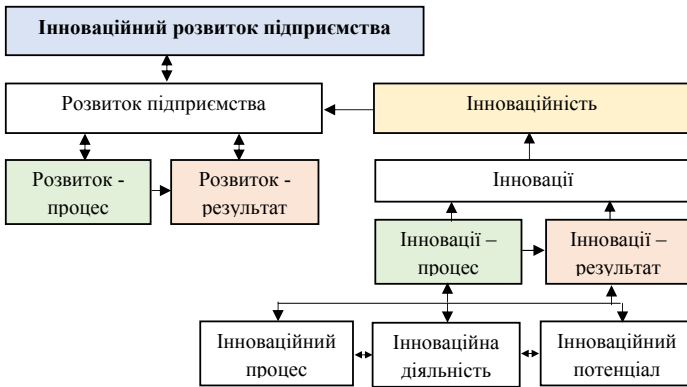 Інноваційний розвиток підприємства
Розвиток підприємства
Інноваційність
Розвиток -
процес
Розвиток -
результат
Інновації
Інновації –
процес
Інновації –
результат
Інноваційний
процес
Інноваційна
діяльність
Інноваційний
потенціал